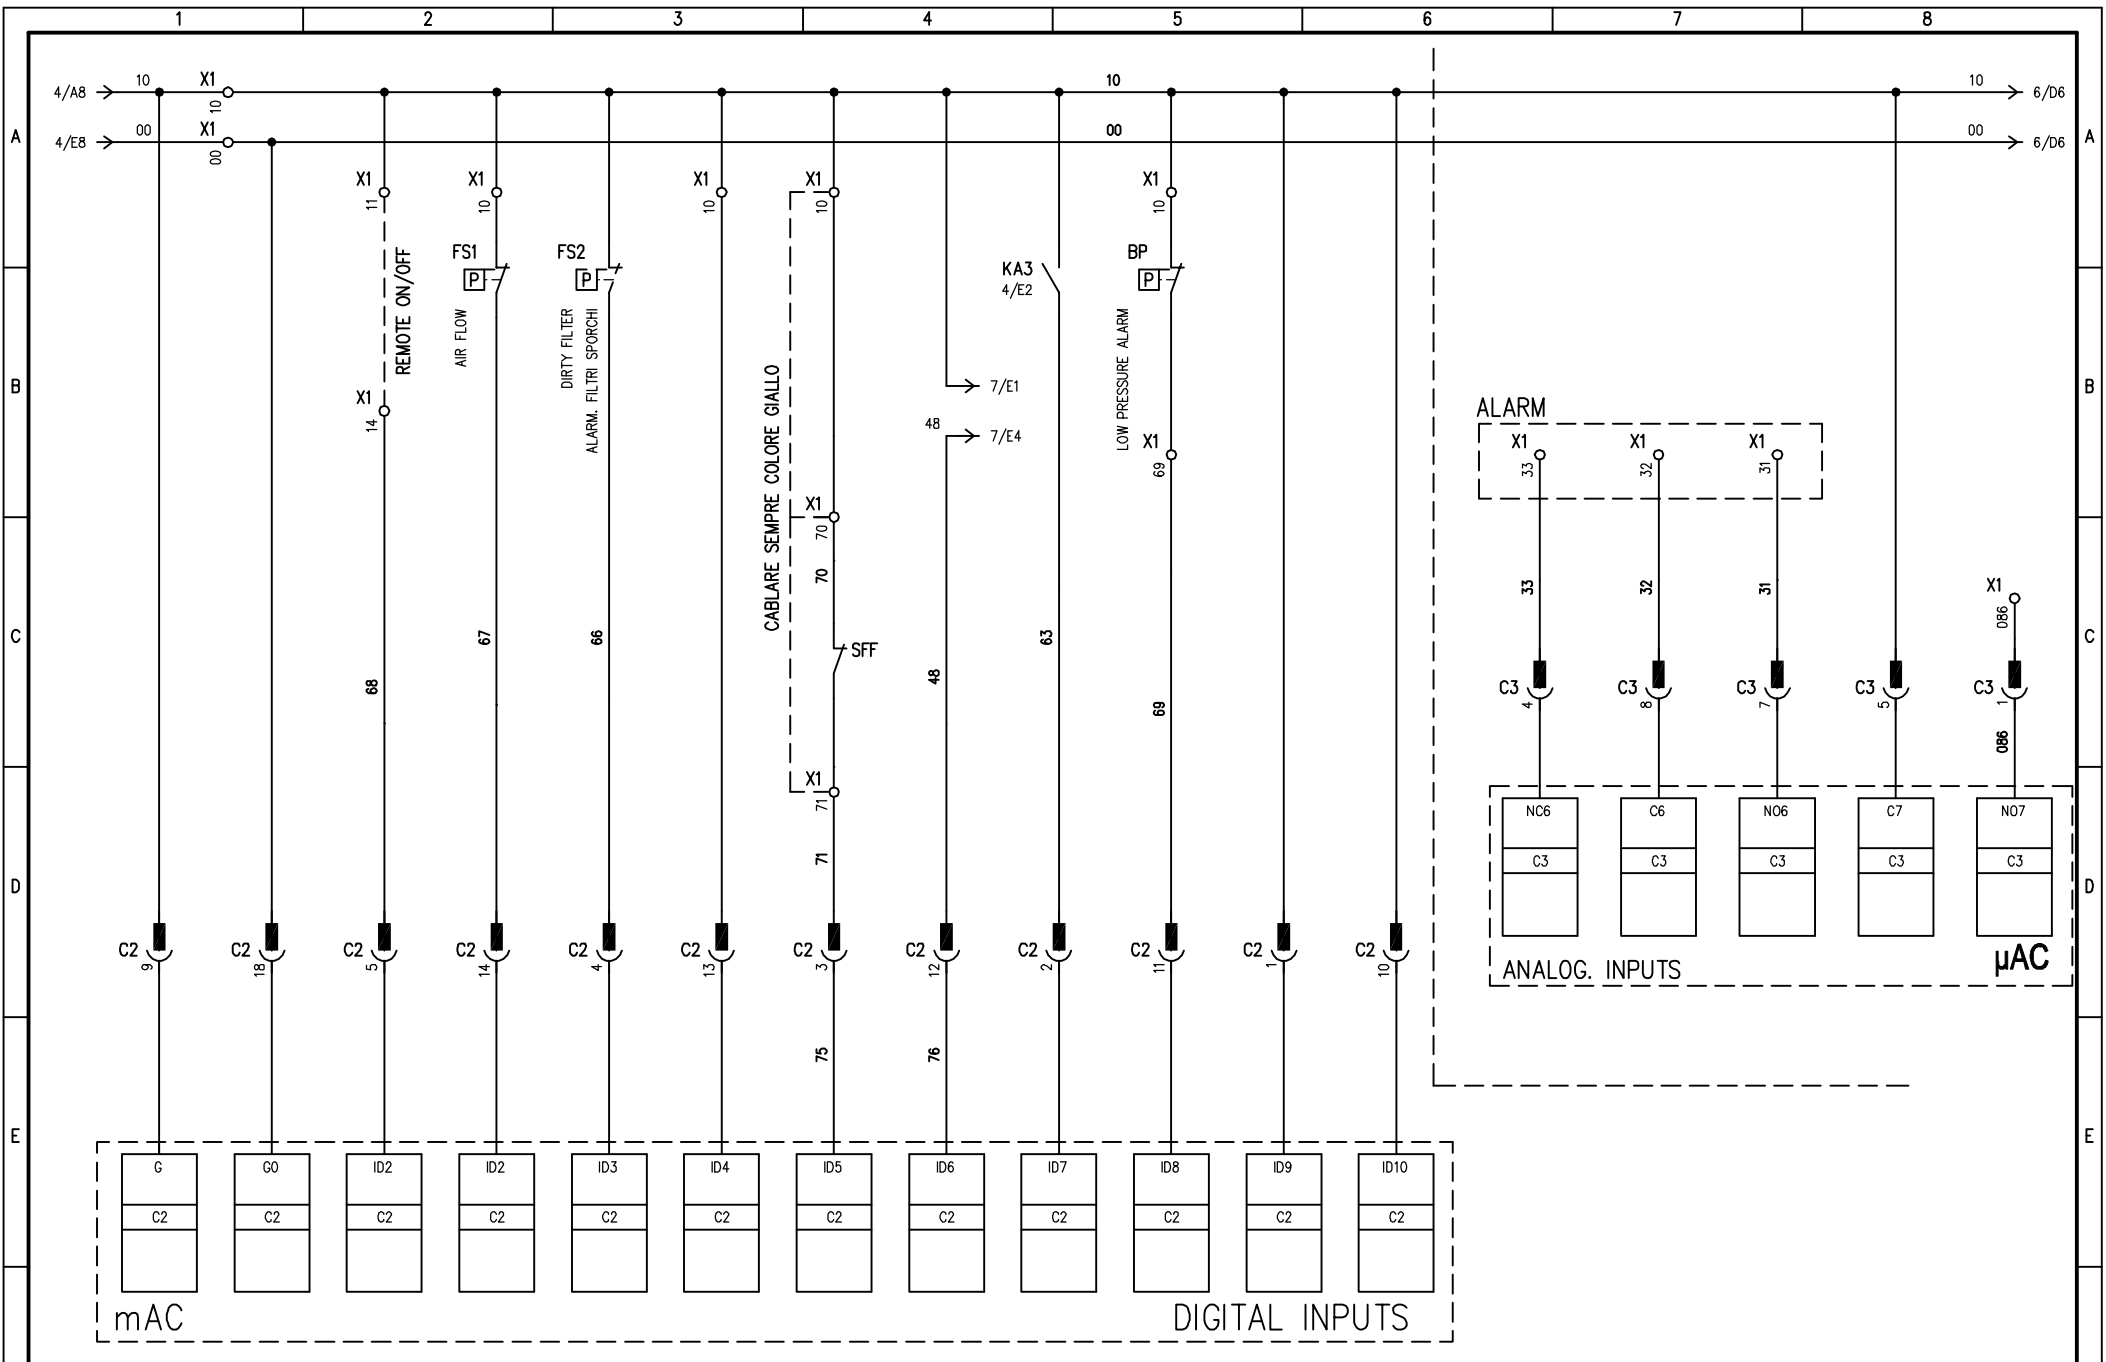 1 2 3 4 5 6 7 8
4/A8 10 X1 10 10 10 6/D6
A A
4/E8 00 X1 00 00 00 6/D6
X1 11 X1 10 X1 10 X1 10 X1 10
REMOTE ON/OFF
FS1 P AIR FLOW
FS2 P DIRTY FILTER
ALARM. FILTRI SPORCHI
KA3
4/E2
BP P LOW PRESSURE ALARM
B B
X1 14
7/E1
48 7/E4
X1 69
CABLARE SEMPRE COLORE GIALLO
ALARM
X1 33 X1 32 X1 31
X1 70
70
33 32 31
X1 086
C C
68 67 66 SFF 48 63 69
C3 4 C3 8 C3 7 C3 5 C3 1
086
X1 71
71
NC6 C6 NO6 C7 NO7
C3 C3 C3 C3 C3
D D
ANALOG. INPUTS µAC
C2 9 C2 18 C2 5 C2 14 C2 4 C2 13 C2 3 C2 12 C2 2 C2 11 C2 1 C2 10
75 76
E E
G G0 ID2 ID2 ID3 ID4 ID5 ID6 ID7 ID8 ID9 ID10
C2 C2 C2 C2 C2 C2 C2 C2 C2 C2 C2 C2
mAC DIGITAL INPUTS